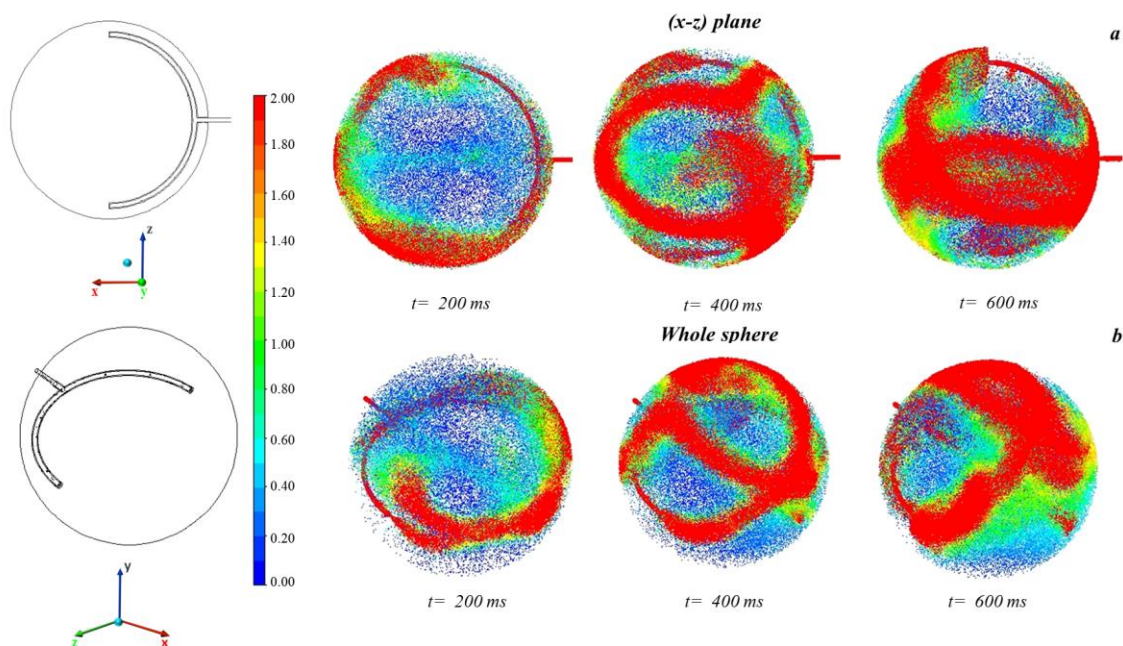 (x-z) plane
a
2.00
1.80
1.60
1.40
1.20
1.00
0.80
0.60
0.40
0.20
0.00
z
x
y
t= 200 ms
t= 400 ms
t= 600 ms
Whole sphere
b
y
z
x
t= 200 ms
t= 400 ms
t= 600 ms